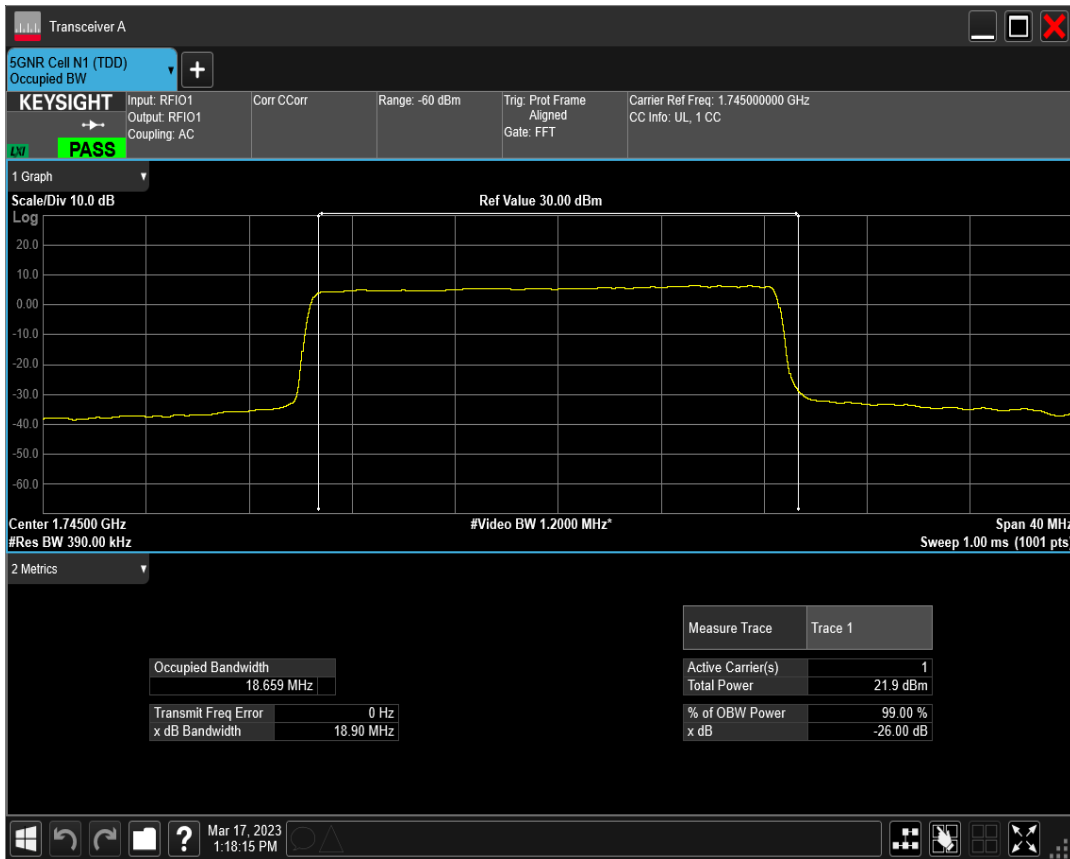 Transceiver A
5GNR Cell N1 (TDD)
Occupied BW
+
KEYSIGHT
LXI
PASS
Input: RFIO1
Output: RFIO1
Coupling: AC
Corr CCorr
Range: -60 dBm
Trig: Prot Frame
Aligned
Gate: FFT
Carrier Ref Freq: 1.745000000 GHz
CC Info: UL, 1 CC
1 Graph
Scale/Div 10.0 dB
Ref Value 30.00 dBm
Log
20.0
10.0
0.00
-10.0
-20.0
-30.0
-40.0
-50.0
-60.0
Center 1.74500 GHz
#Video BW 1.2000 MHz*
Span 40 MHz
#Res BW 390.00 kHz
Sweep 1.00 ms (1001 pts)
2 Metrics
Measure Trace Trace 1
Occupied Bandwidth
18.659 MHz
Active Carrier(s) 1
Total Power 21.9 dBm
Transmit Freq Error 0 Hz
x dB Bandwidth 18.90 MHz
% of OBW Power 99.00 %
x dB -26.00 dB
?
Mar 17, 2023
1:18:15 PM